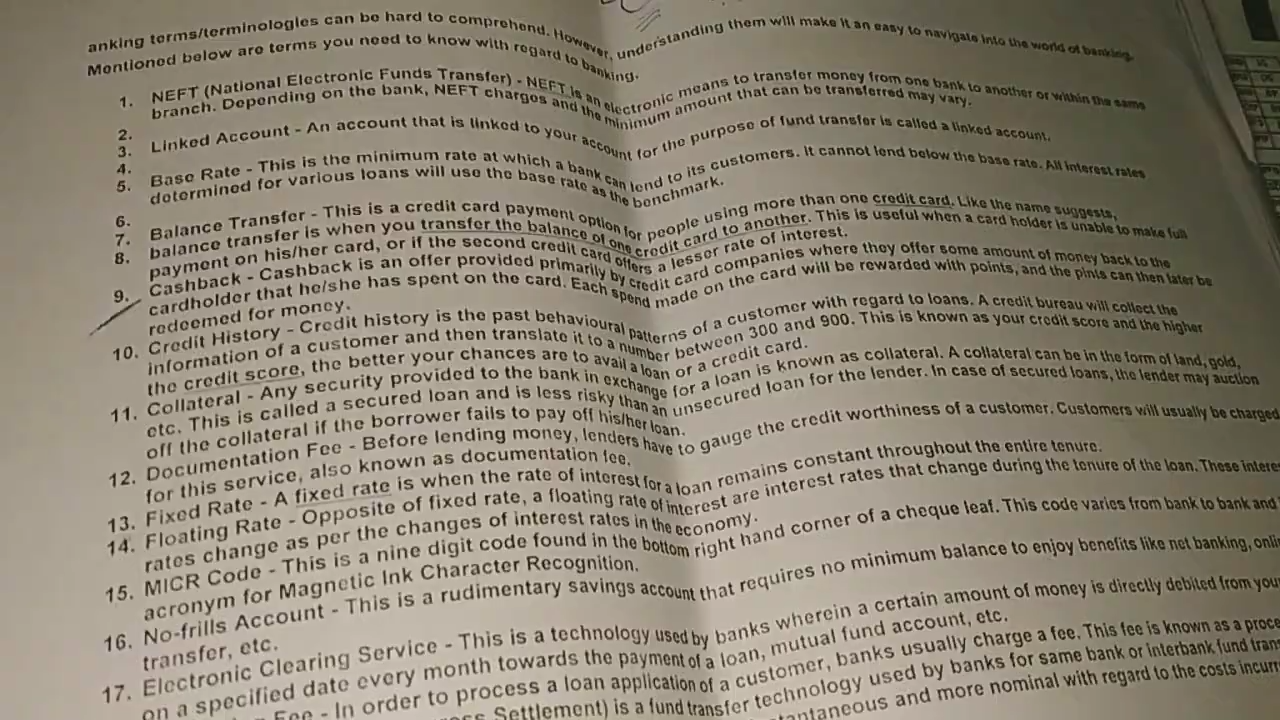 anking terms/terminologies can be hard to comprehend. However, understanding them will make it an easy to navigate into the world of banking.
Mentioned below are terms you need to know with regard to banking.
1. NEFT (National Electronic Funds Transfer) - NEFT is an electronic means to transfer money from one bank to another or within the same
branch. Depending on the bank, NEFT charges and the minimum amount that can be transferred may vary.
2.
3. Linked Account - An account that is linked to your account for the purpose of fund transfer is called a linked account.
4.
5. Base Rate - This is the minimum rate at which a bank can lend to its customers. It cannot lend below the base rate. All interest rates
determined for various loans will use the base rate as the benchmark.
6.
7. Balance Transfer - This is a credit card payment option for people using more than one credit card. Like the name suggests,
8. balance transfer is when you transfer the balance of one credit card to another. This is useful when a card holder is unable to make full
payment on his/her card, or if the second credit card offers a lesser rate of interest.
9. Cashback - Cashback is an offer provided primarily by credit card companies where they offer some amount of money back to the
cardholder that he/she has spent on the card. Each spend made on the card will be rewarded with points, and the pints can then later be
redeemed for money.
10. Credit History - Credit history is the past behavioural patterns of a customer with regard to loans. A credit bureau will collect the
information of a customer and then translate it to a number between 300 and 900. This is known as your credit score and the higher
the credit score, the better your chances are to avail a loan or a credit card.
11. Collateral - Any security provided to the bank in exchange for a loan is known as collateral. A collateral can be in the form of land, gold,
etc. This is called a secured loan and is less risky than an unsecured loan for the lender. In case of secured loans, the lender may auction
off the collateral if the borrower fails to pay off his/her loan.
12. Documentation Fee - Before lending money, lenders have to gauge the credit worthiness of a customer. Customers will usually be charged
for this service, also known as documentation fee.
13. Fixed Rate - A fixed rate is when the rate of interest for a loan remains constant throughout the entire tenure.
14. Floating Rate - Opposite of fixed rate, a floating rate of interest are interest rates that change during the tenure of the loan. These interes
rates change as per the changes of interest rates in the economy.
15. MICR Code - This is a nine digit code found in the bottom right hand corner of a cheque leaf. This code varies from bank to bank and
acronym for Magnetic Ink Character Recognition.
16. No-frills Account - This is a rudimentary savings account that requires no minimum balance to enjoy benefits like net banking, onli
transfer, etc.
17. Electronic Clearing Service - This is a technology used by banks wherein a certain amount of money is directly debited from you
on a specified date every month towards the payment of a loan, mutual fund account, etc.
Fee - In order to process a loan application of a customer, banks usually charge a fee. This fee is known as a proce
Settlement) is a fund transfer technology used by banks for same bank or interbank fund tran
and more nominal with regard to the costs incurr